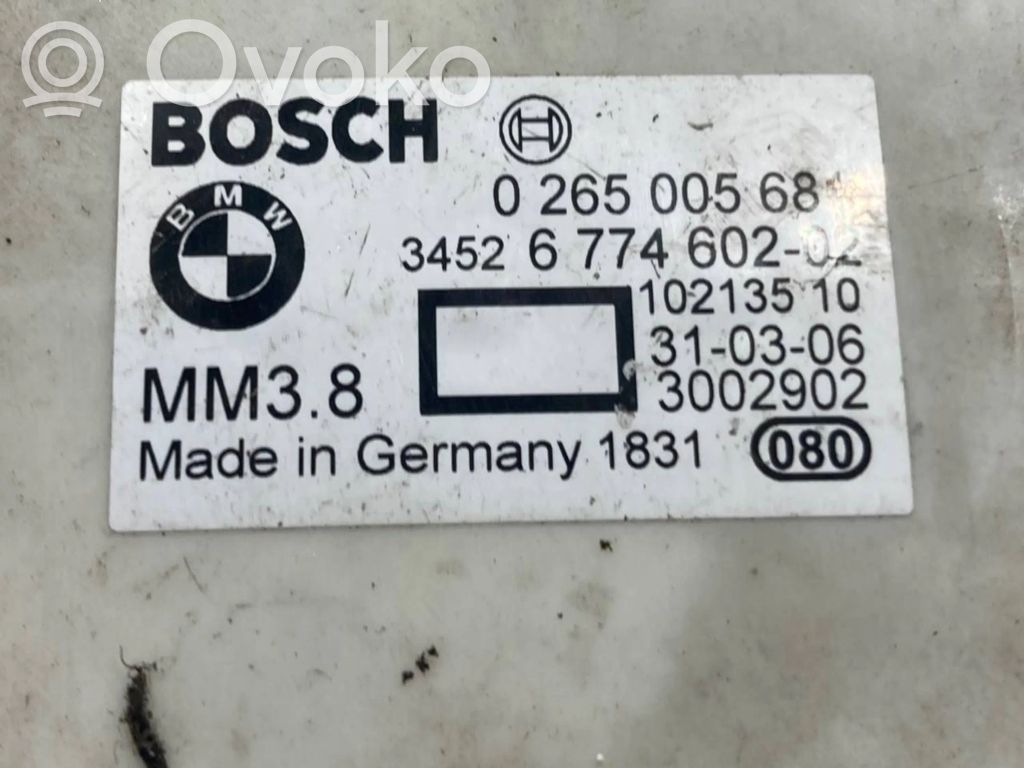 Ovoko
BOSCH
BMW
0 265 005 68
3452 6 774 602-02
102135 10
31-03-06
3002902
MM3.8
Made in Germany 1831 080